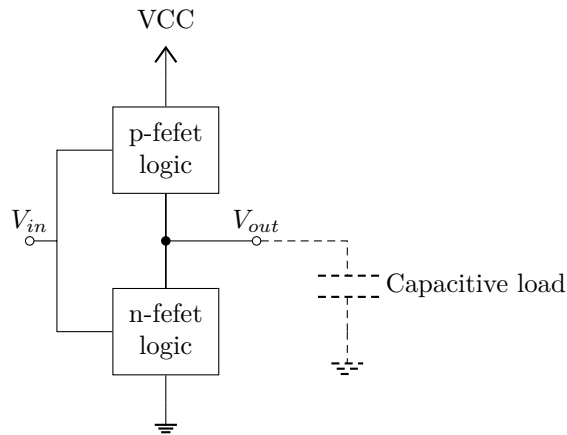 VCC
p-fefet
logic
V_in
V_out
Capacitive load
n-fefet
logic